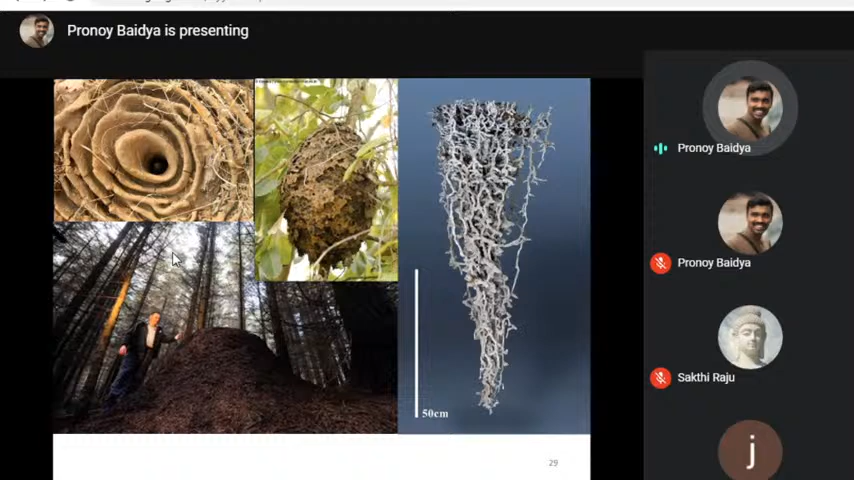 Pronoy Baidya is presenting
Pronoy Baidya
Pronoy Baidya
Sakthi Raju
j
50cm
29